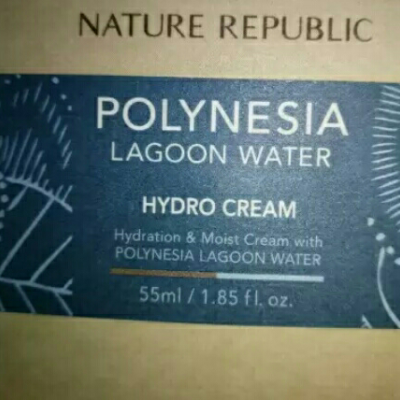 NATURE REPUBLIC
POLYNESIA
LAGOON WATER
HYDRO CREAM
Hydration & Moist Cream with
POLYNESIA LAGOON WATER
55ml / 1.85 fl. oz.